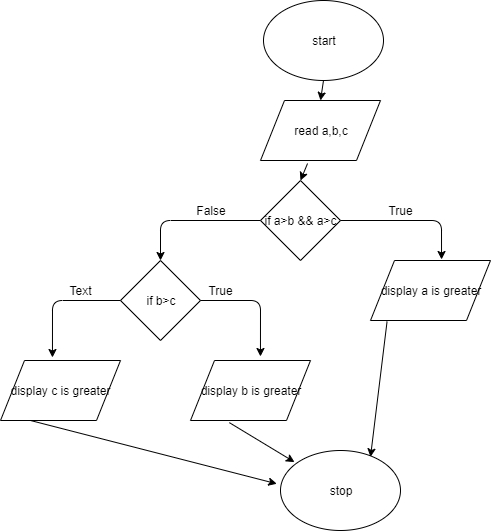 start
read a,b,c
if a>b && a>c
False
True
if b>c
display a is greater
Text
True
display c is greater
display b is greater
stop